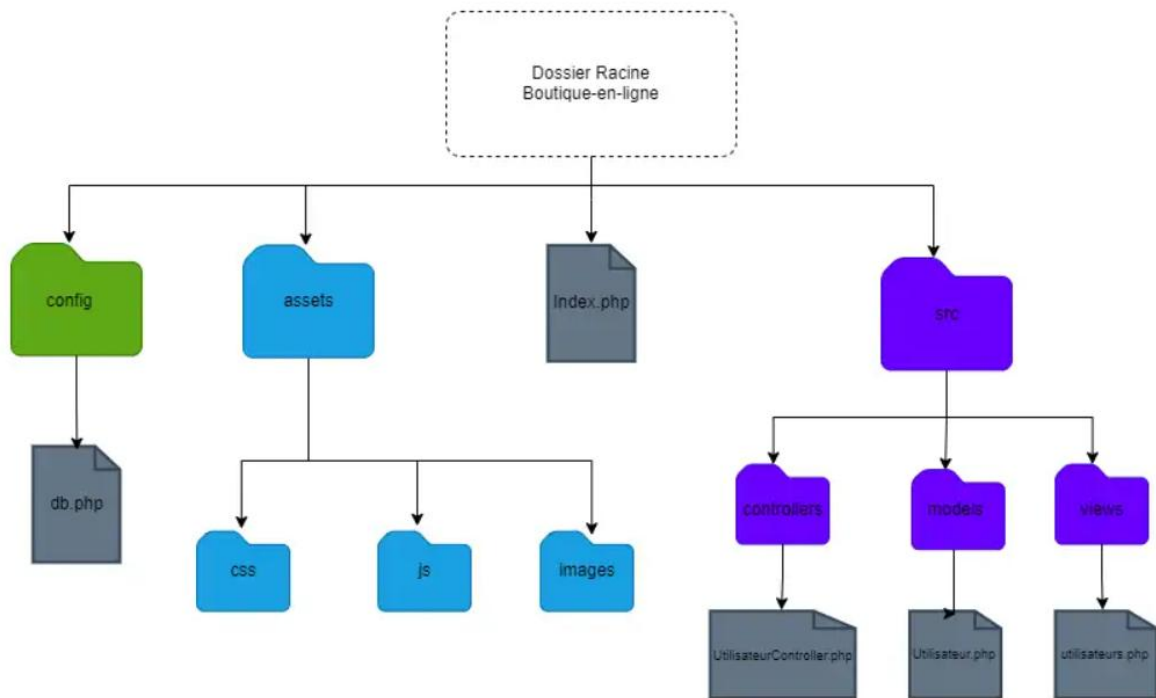 Dossier Racine
Boutique-en-ligne
config
assets
Index.php
src
db.php
css
js
images
controllers
models
views
UtilisateurController.php
Utilisateur.php
utilisateurs.php